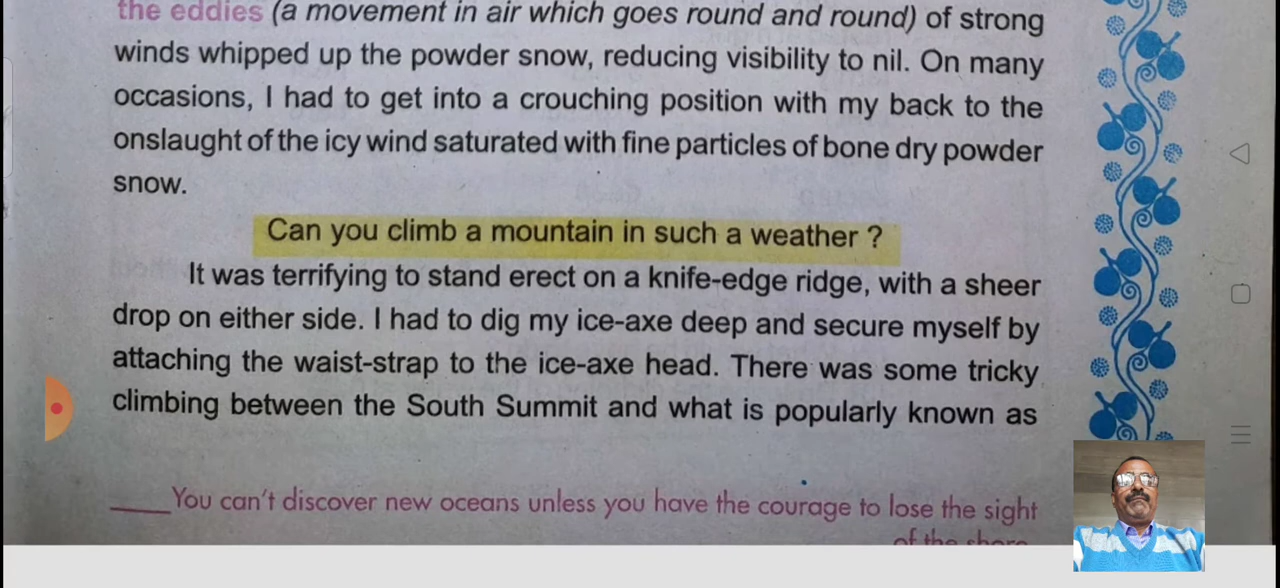 the eddies (a movement in air which goes round and round) of strong
winds whipped up the powder snow, reducing visibility to nil. On many
occasions, I had to get into a crouching position with my back to the
onslaught of the icy wind saturated with fine particles of bone dry powder
snow.
Can you climb a mountain in such a weather ?
It was terrifying to stand erect on a knife-edge ridge, with a sheer
drop on either side. I had to dig my ice-axe deep and secure myself by
attaching the waist-strap to the ice-axe head. There was some tricky
climbing between the South Summit and what is popularly known as
You can't discover new oceans unless you have the courage to lose the sight
of the shore